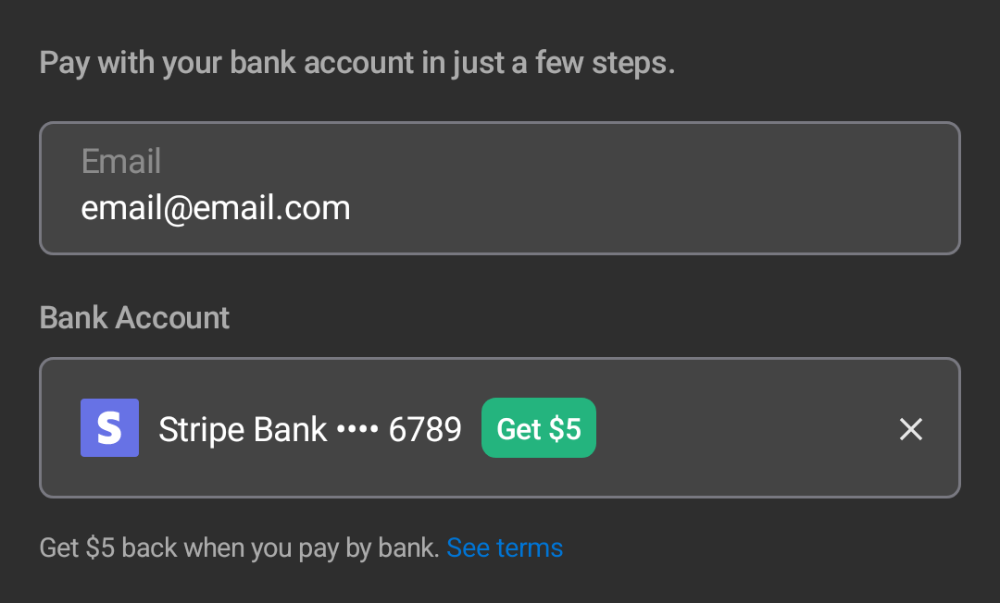 Pay with your bank account in just a few steps.
Email
email@email.com
Bank Account
S Stripe Bank •••• 6789 Get $5
Get $5 back when you pay by bank. See terms